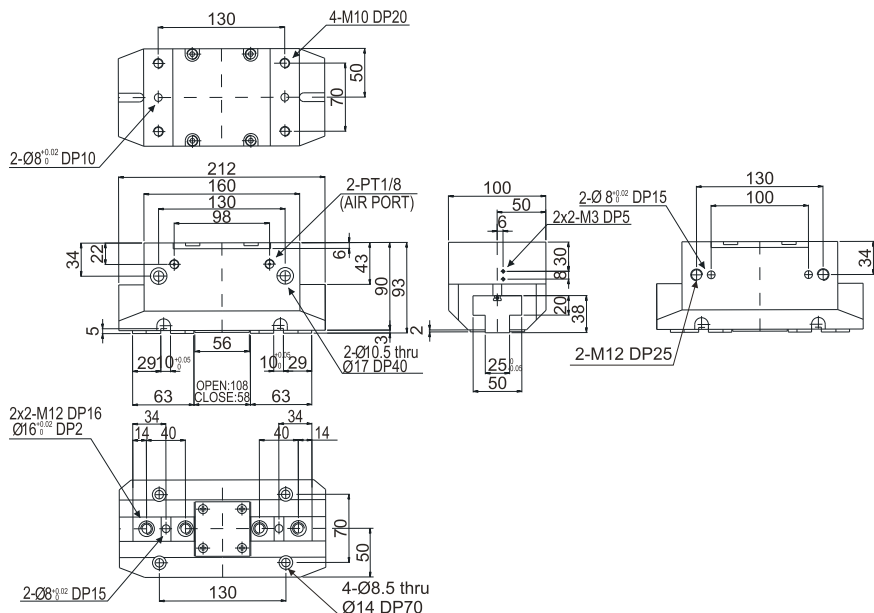 130
4-M10 DP20
50
70
2-Ø8 +0.02 0 DP10
212
160
130
98
2-PT1/8
(AIR PORT)
34
22
6
43
90
93
5
3
56
29
10 +0.05 0
10 +0.05 0
29
2-Ø10.5 thru
Ø17 DP40
OPEN:108
CLOSE:58
63
63
100
50
6
2x2-M3 DP5
30
8
20
38
2
25 0 0.05
50
130
2-Ø 8 +0.02 0 DP15
100
34
2-M12 DP25
2x2-M12 DP16
Ø16 +0.02 0 DP2
34
14
40
34
40
14
70
50
2-Ø8 +0.02 0 DP15
130
4-Ø8.5 thru
Ø14 DP70